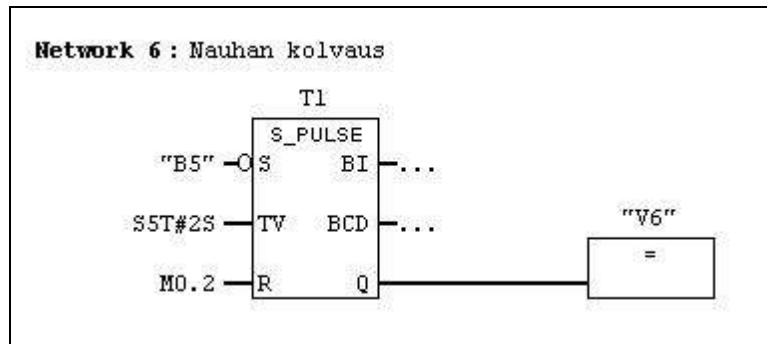 Network 6 : Nauhan kolvaus
T1
S_PULSE
"B5" S BI ...
S5T#2S TV BCD ...
"V6"
=
M0.2 R Q